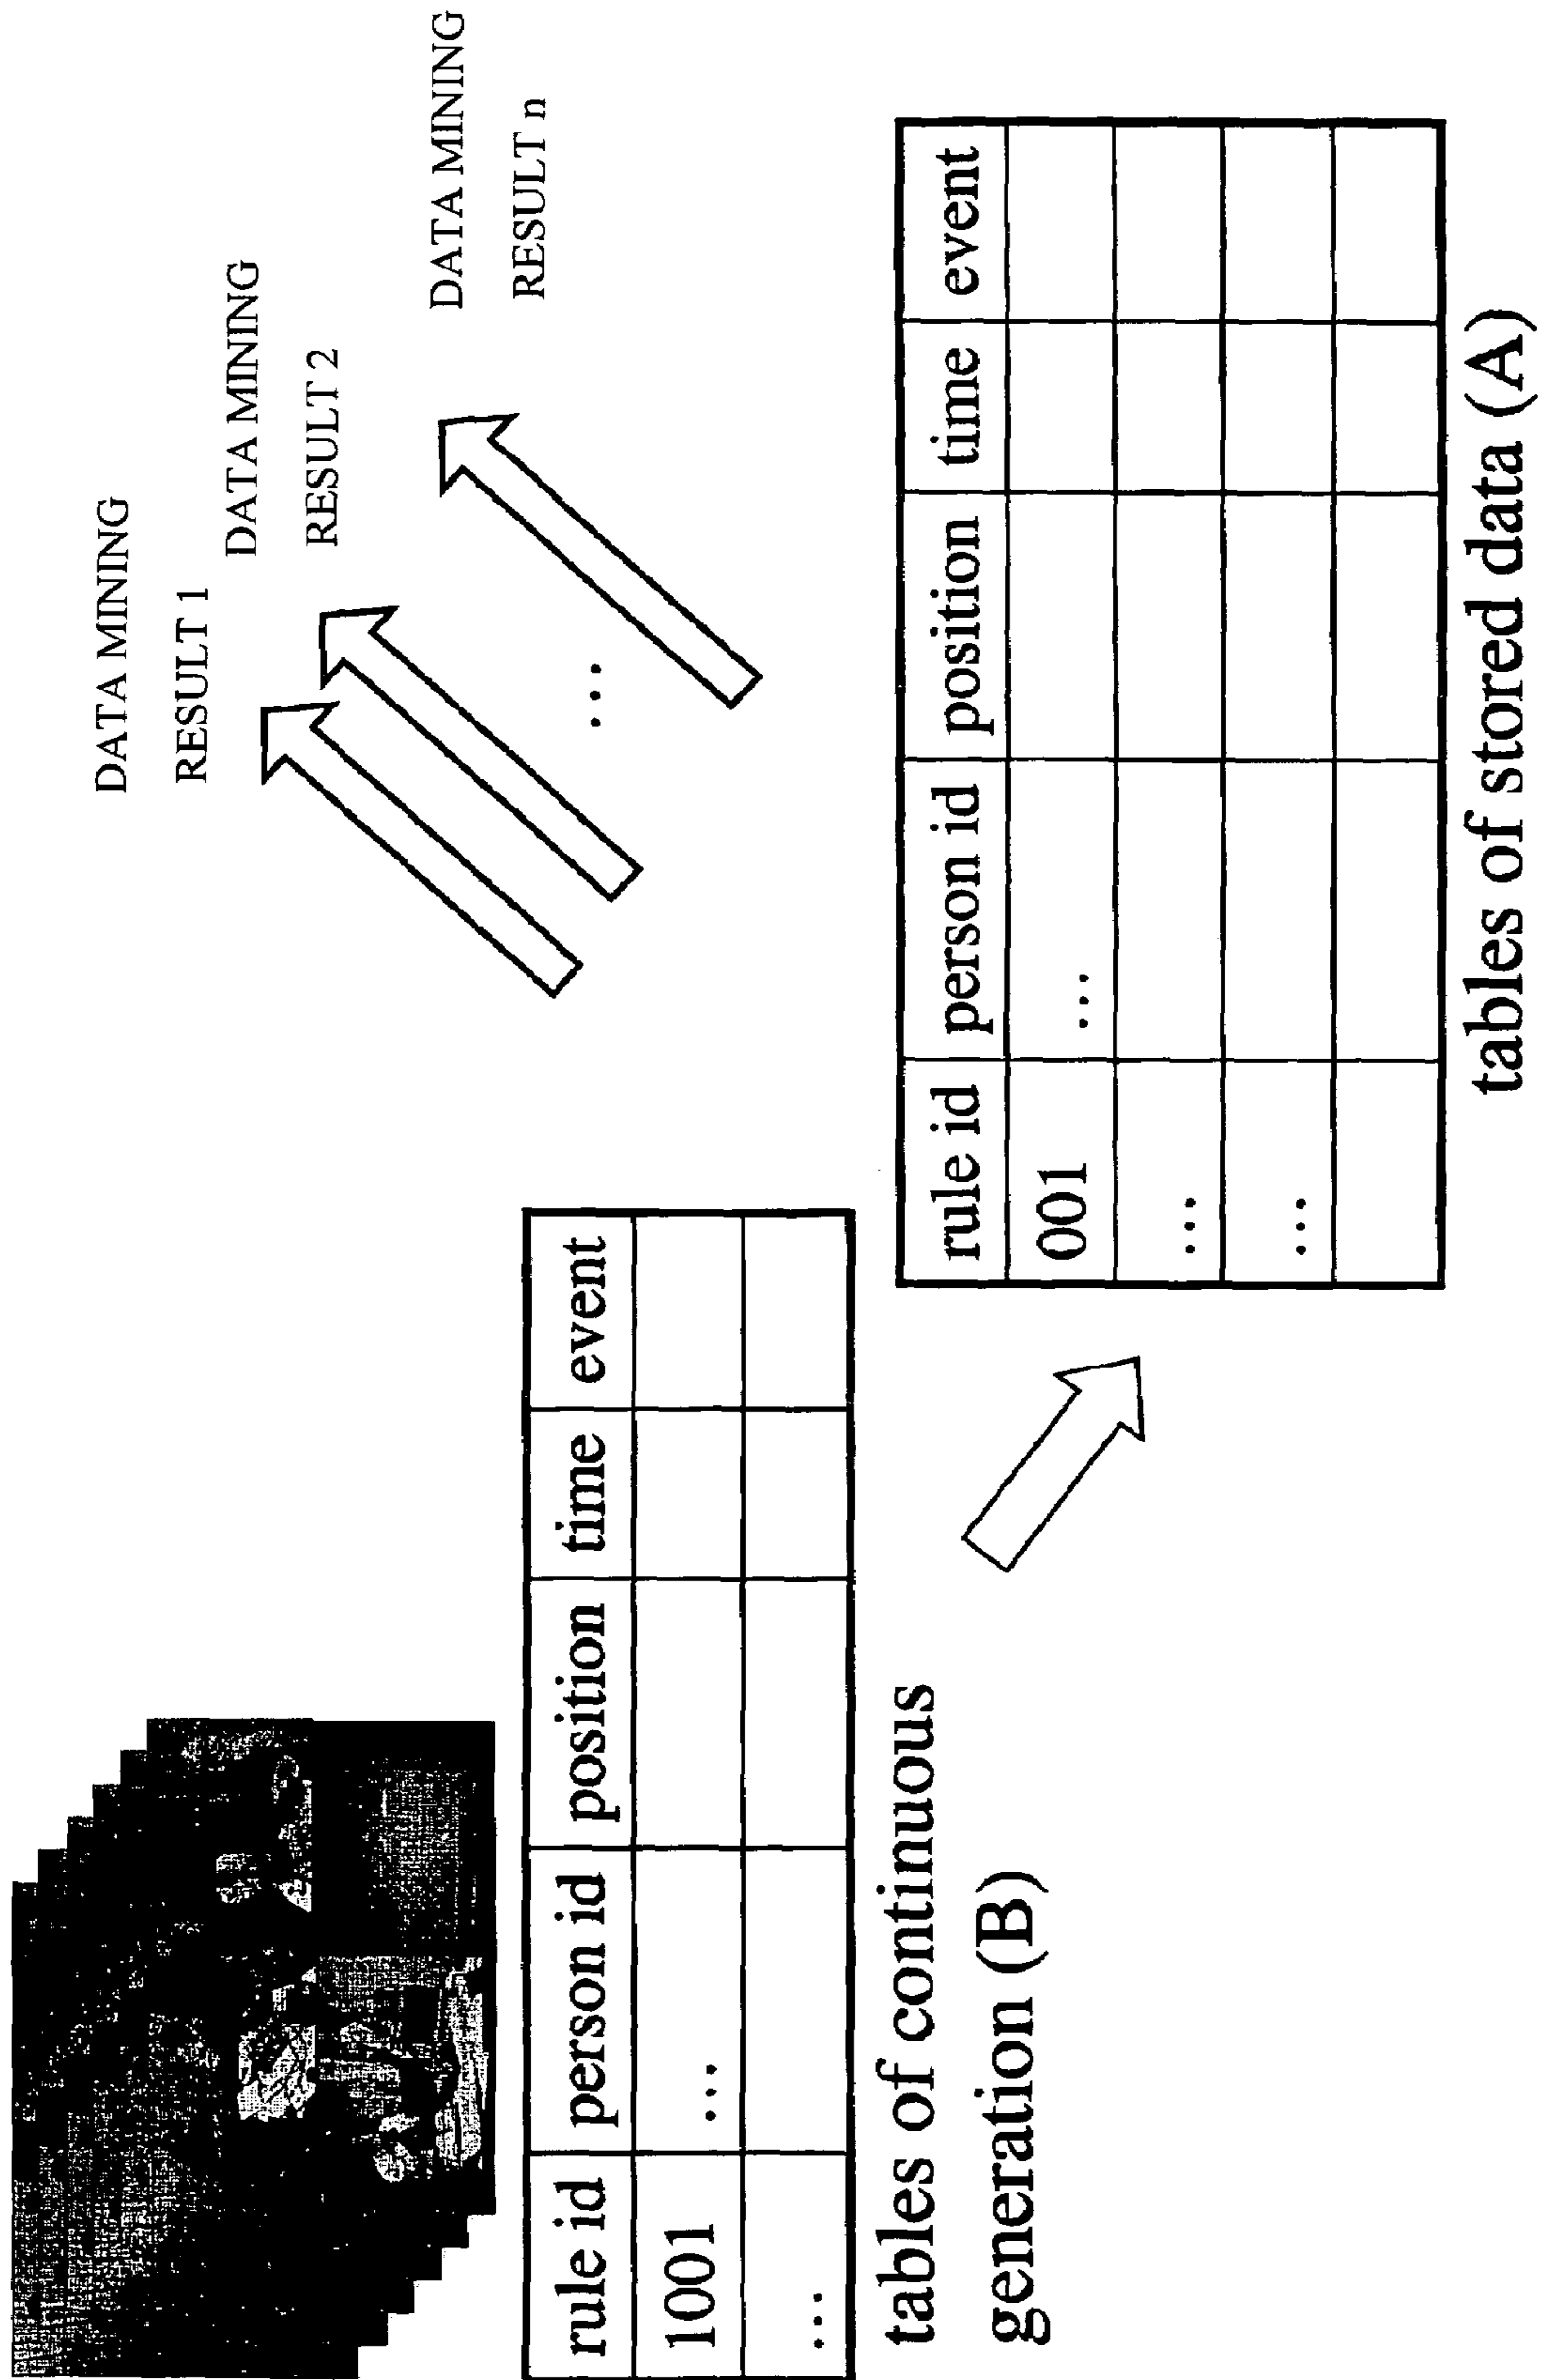 DATA MINING
RESULT 1
DATA MINING
RESULT 2
DATA MINING
RESULT n
...
rule id person id position time event
1001 ...
...
tables of continuous
generation (B)
rule id person id position time event
001 ...
...
...
tables of stored data (A)